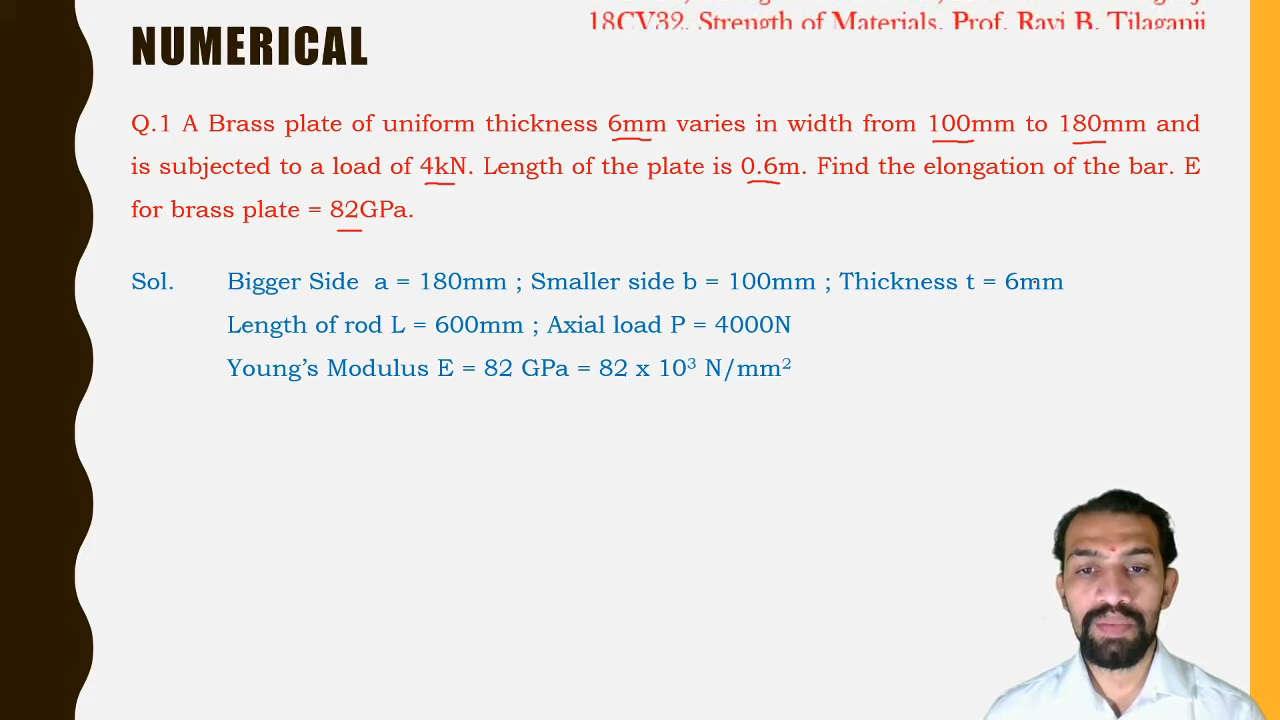 18CV32, Strength of Materials, Prof. Ravi B. Tilaganji
NUMERICAL
Q.1 A Brass plate of uniform thickness 6mm varies in width from 100mm to 180mm and
is subjected to a load of 4kN. Length of the plate is 0.6m. Find the elongation of the bar. E
for brass plate = 82GPa.
Sol. Bigger Side a = 180mm ; Smaller side b = 100mm ; Thickness t = 6mm
Length of rod L = 600mm ; Axial load P = 4000N
Young’s Modulus E = 82 GPa = 82 x 10³ N/mm²